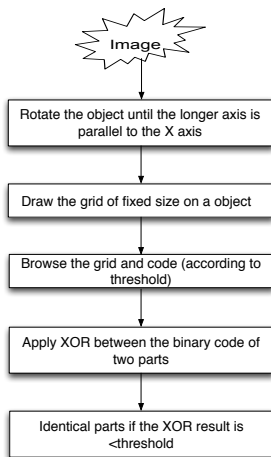 Image
Rotate the object until the longer axis is
parallel to the X axis
Draw the grid of fixed size on a object
Browse the grid and code (according to
threshold)
Apply XOR between the binary code of
two parts
Identical parts if the XOR result is
<threshold